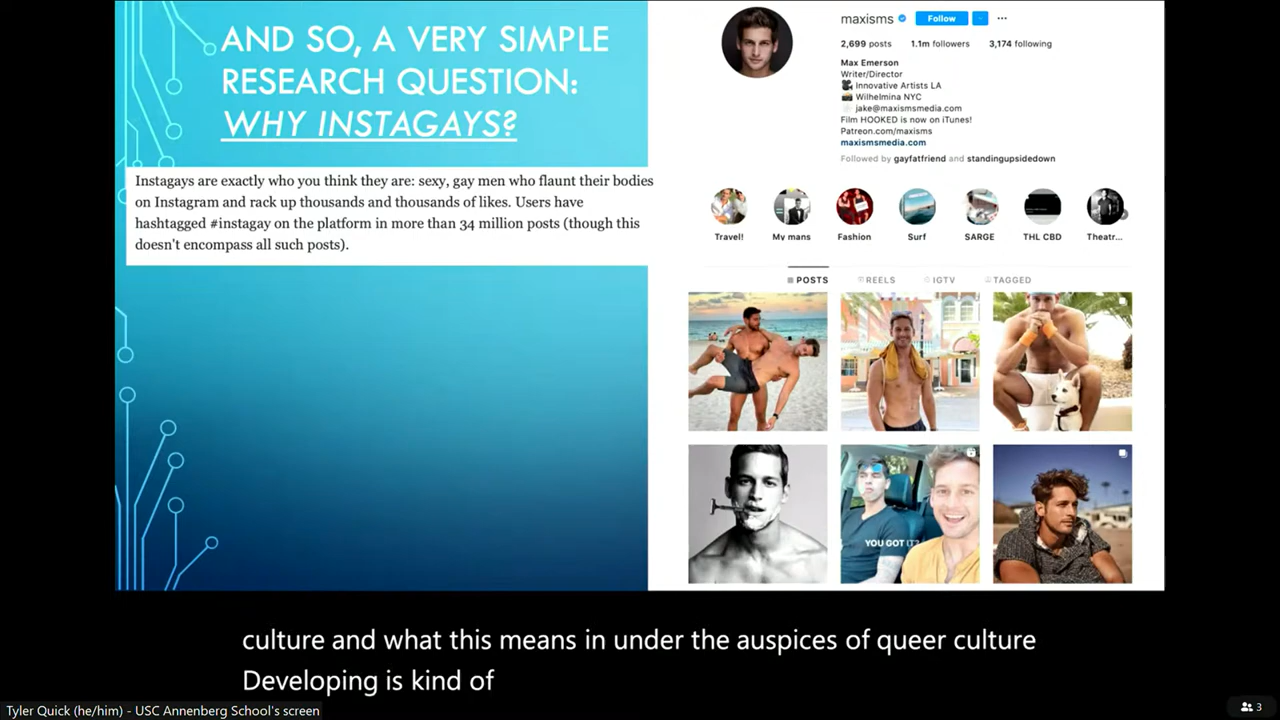 AND SO, A VERY SIMPLE
RESEARCH QUESTION:
WHY INSTAGAYS?
Instagays are exactly who you think they are: sexy, gay men who flaunt their bodies
on Instagram and rack up thousands and thousands of likes. Users have
hashtagged #instagay on the platform in more than 34 million posts (though this
doesn't encompass all such posts).
maxisms
Follow
2,699 posts 1.1m followers 3,174 following
Max Emerson
Writer/Director
Innovative Artists LA
Wilhelmina NYC
jake@maxismsmedia.com
Film HOOKED is now on iTunes!
Patreon.com/maxisms
maxismsmedia.com
Followed by gayfatfriend and standingupsidedown
Travel! My mans Fashion Surf SARGE THL CBD Theatr...
POSTS REELS IGTV TAGGED
YOU GOT IT?
culture and what this means in under the auspices of queer culture
Developing is kind of
Tyler Quick (he/him) - USC Annenberg School's screen
3